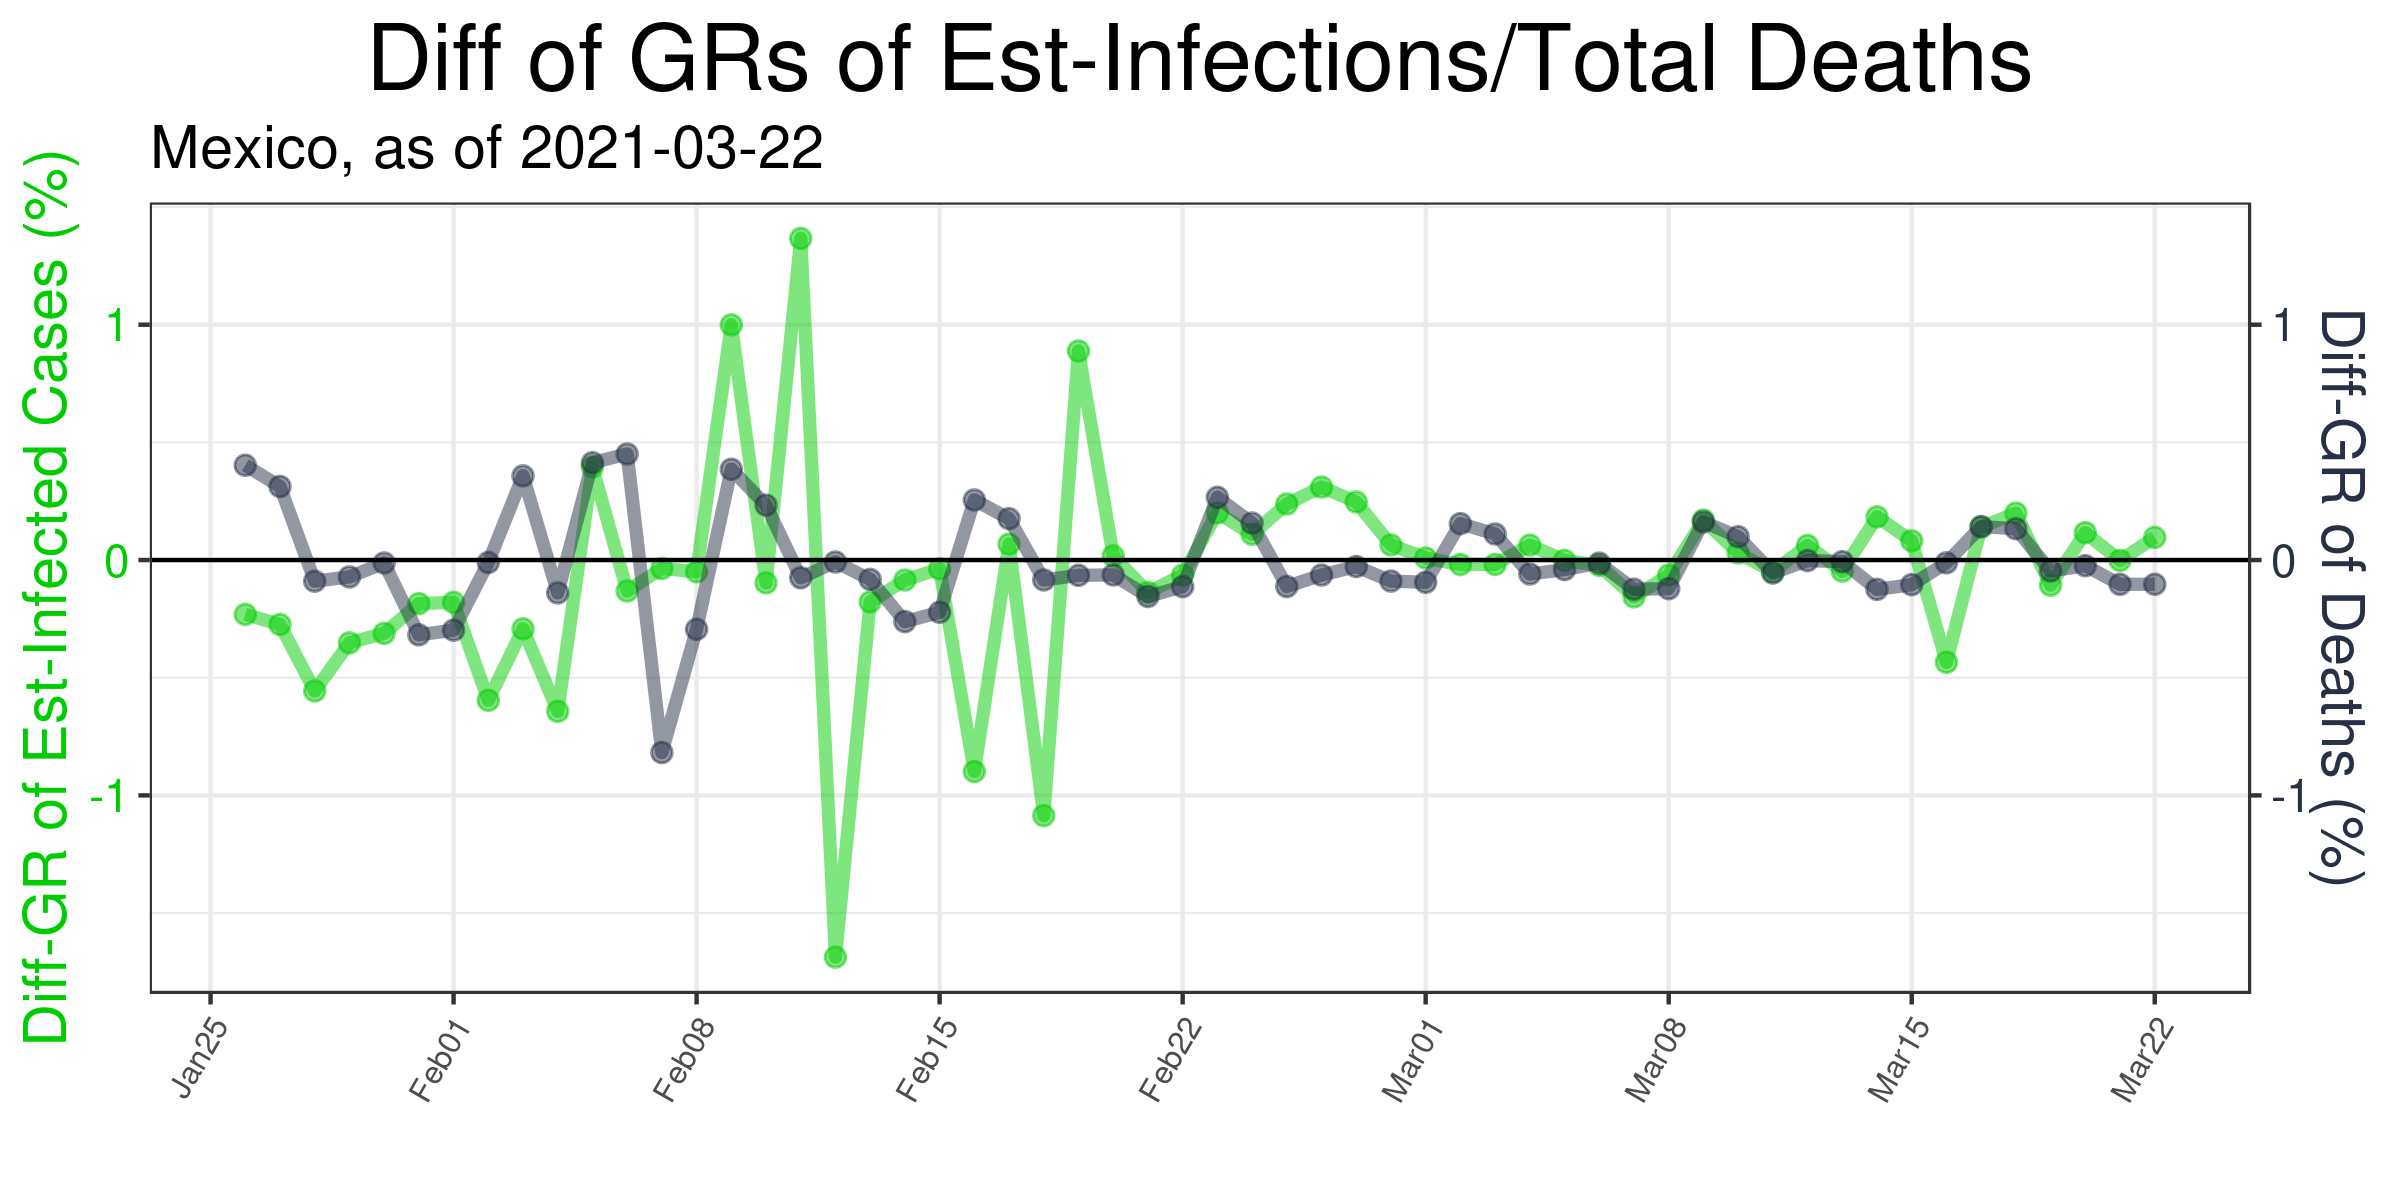 Diff of GRs of Est-Infections/Total Deaths
Mexico, as of 2021-03-22
Diff-GR of Est-Infected Cases (%)
1
0
-1
1
0
-1
Diff-GR of Deaths (%)
Jan25
Feb01
Feb08
Feb15
Feb22
Mar01
Mar08
Mar15
Mar22